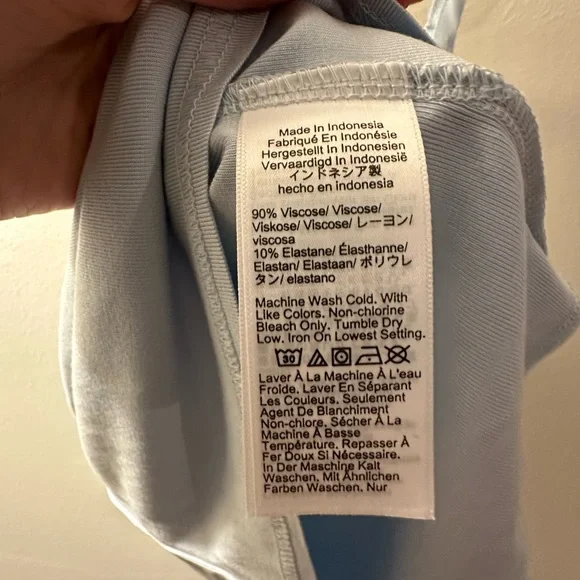 Made In Indonesia
Fabriqué En Indonésie
Hergestellt In Indonesien
Vervaardigd In Indonesië
インドネシア製
hecho en indonesia
90% Viscose/ Viscose/
Viskose/ Viscose/ レーヨン/
viscosa
10% Elastane/ Élasthanne/
Elastan/ Elastaan/ ポリウレ
タン/ elastano
Machine Wash Cold. With
Like Colors. Non-chlorine
Bleach Only. Tumble Dry
Low. Iron On Lowest Setting.
30
Laver À La Machine À L'eau
Froide. Laver En Séparant
Les Couleurs. Seulement
Agent De Blanchiment
Non-chlore. Sécher À La
Machine À Basse
Température. Repasser À
Fer Doux Si Nécessaire.
In Der Maschine Kalt
Waschen. Mit Ähnlichen
Farben Waschen. Nur